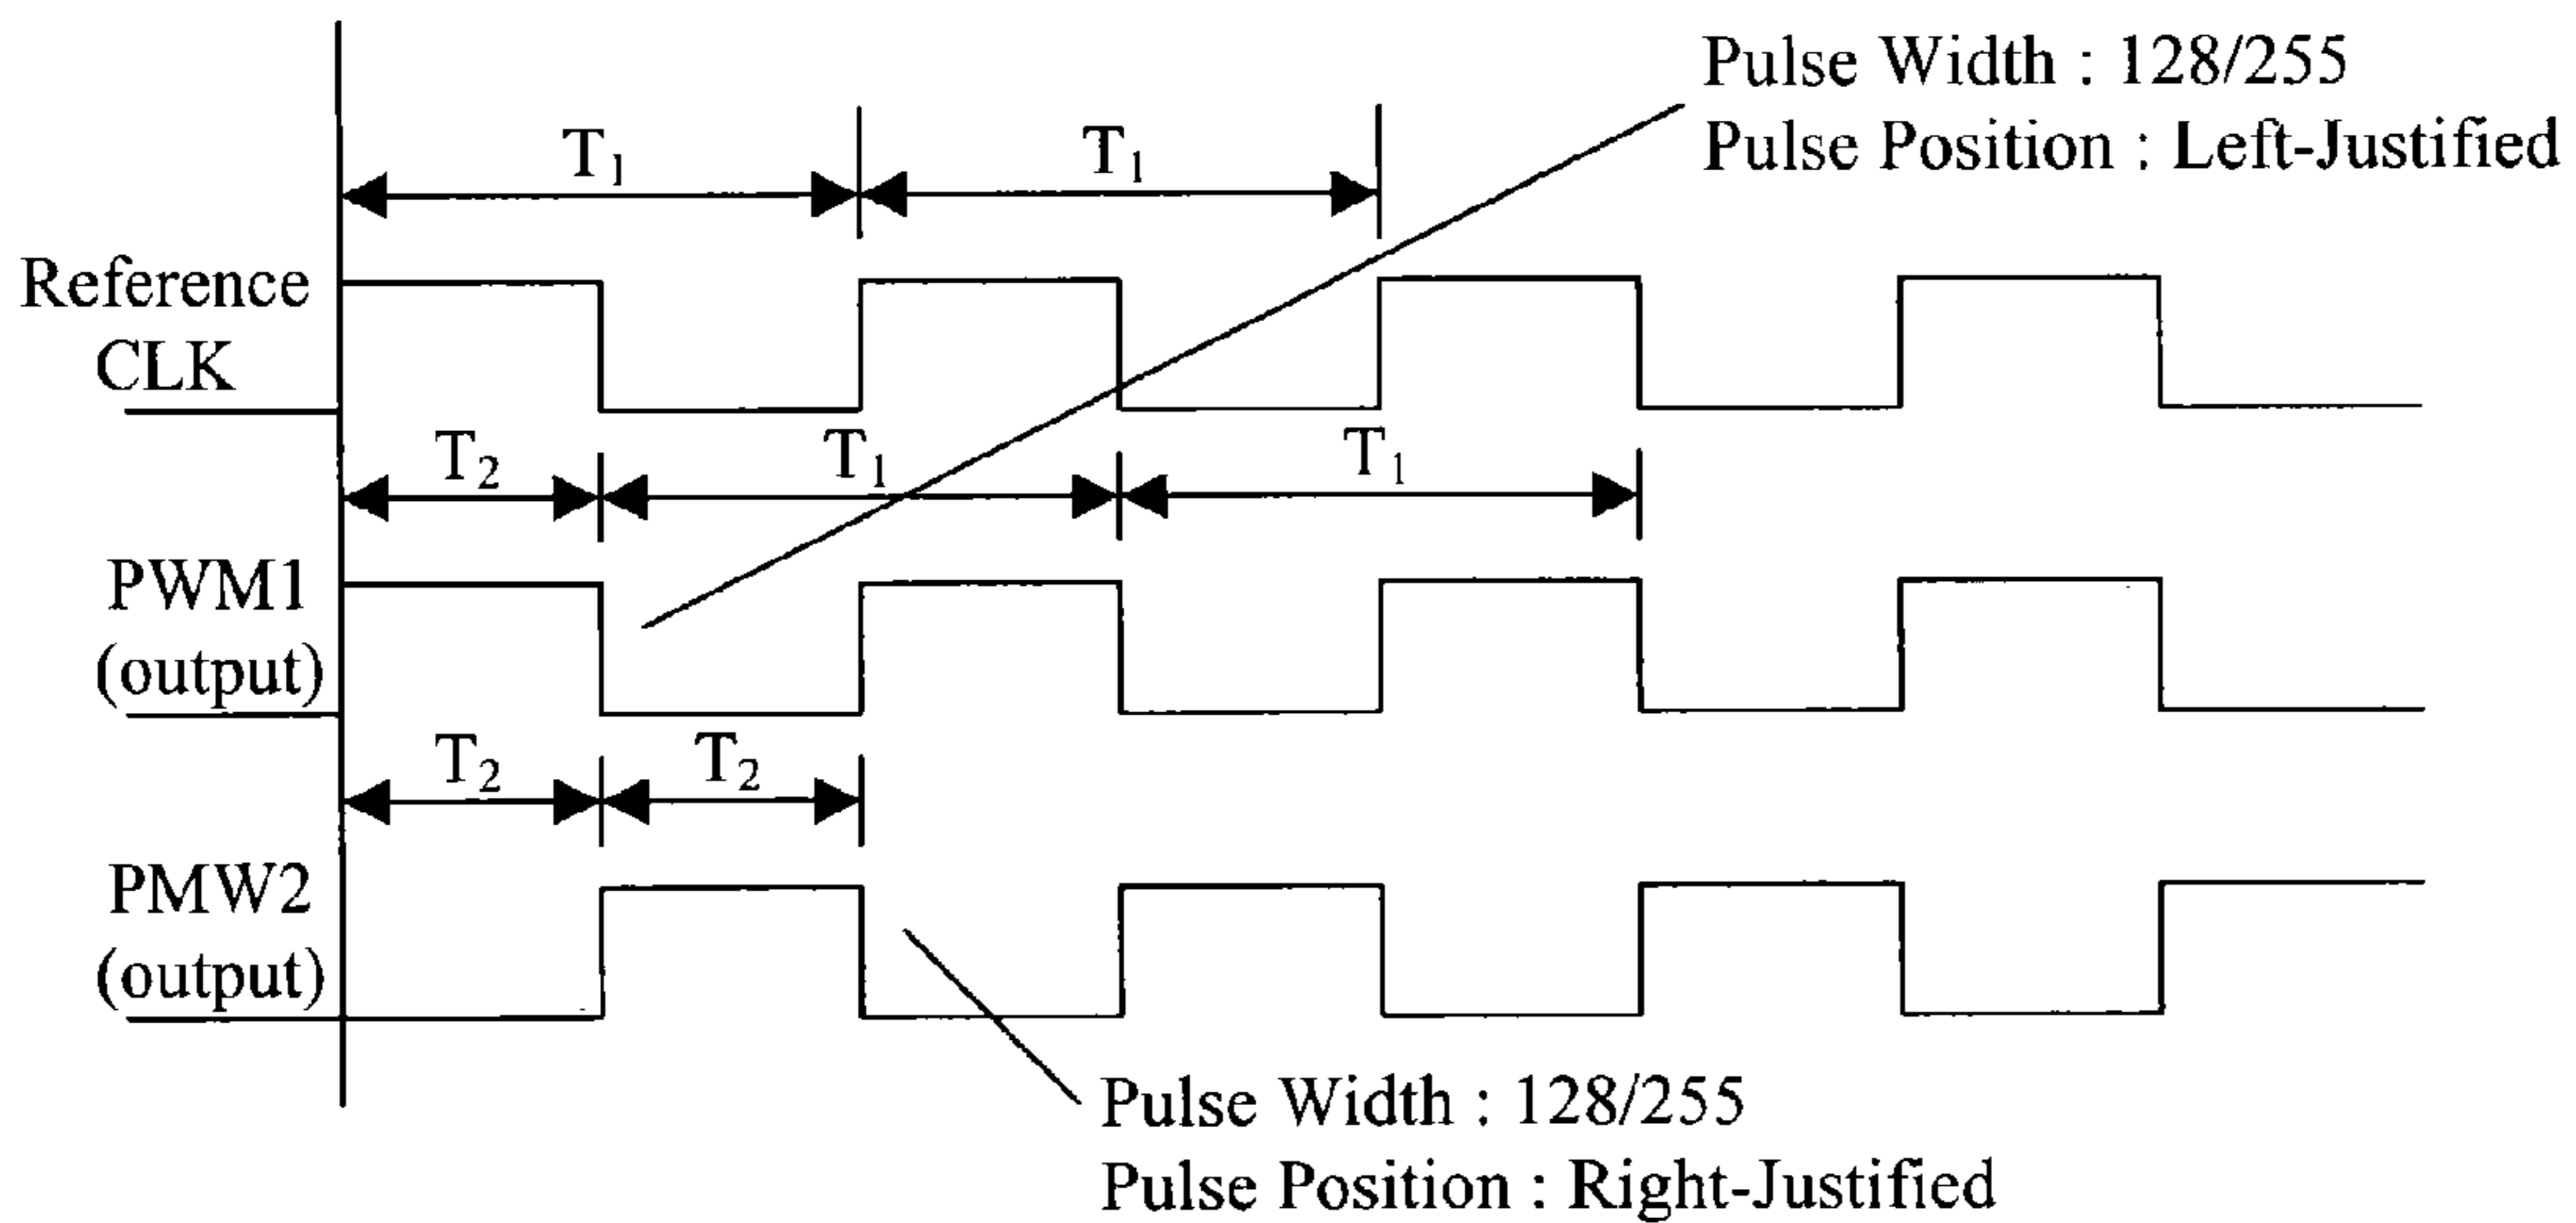 Pulse Width : 128/255
Pulse Position : Left-Justified
T1
T1
Reference
CLK
T2
T1
T1
PWM1
(output)
T2
T2
PMW2
(output)
Pulse Width : 128/255
Pulse Position : Right-Justified